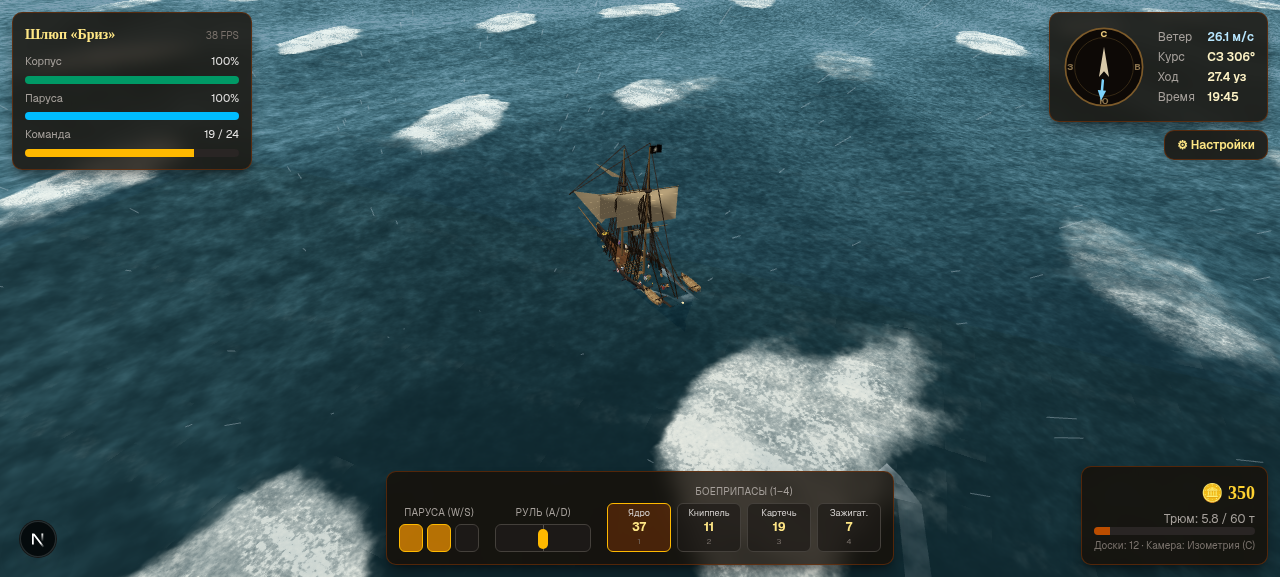 Шлюп «Бриз» 38 FPS
Корпус 100%
Паруса 100%
Команда 19 / 24
С
З В
Ю
Ветер 26.1 м/с
Курс СЗ 306°
Ход 27.4 уз
Время 19:45
⚙ Настройки
N
ПАРУСА (W/S)
РУЛЬ (A/D)
БОЕПРИПАСЫ (1–4)
Ядро
37
1
Книппель
11
2
Картечь
19
3
Зажигат.
7
4
350
Трюм: 5.8 / 60 т
Доски: 12 · Камера: Изометрия (C)